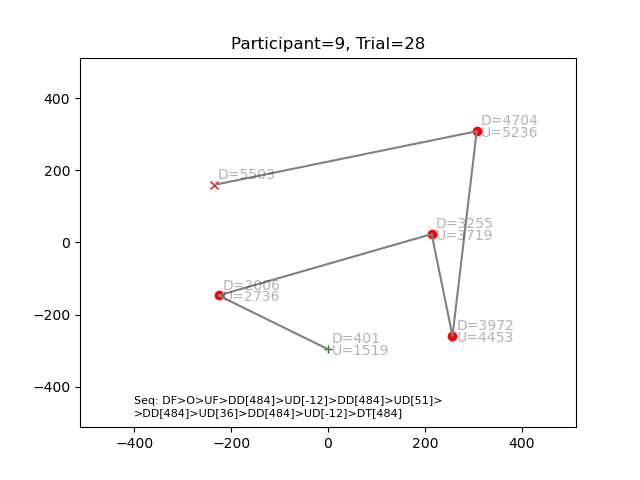 Participant=9, Trial=28
400
200
0
−200
−400
−400
−200
0
200
400
D=4704
U=5236
D=5503
D=3255
U=3719
D=2006
U=2736
D=3972
U=4453
D=401
U=1519
Seq: DF>O>UF>DD[484]>UD[-12]>DD[484]>UD[51]>
>DD[484]>UD[36]>DD[484]>UD[-12]>DT[484]